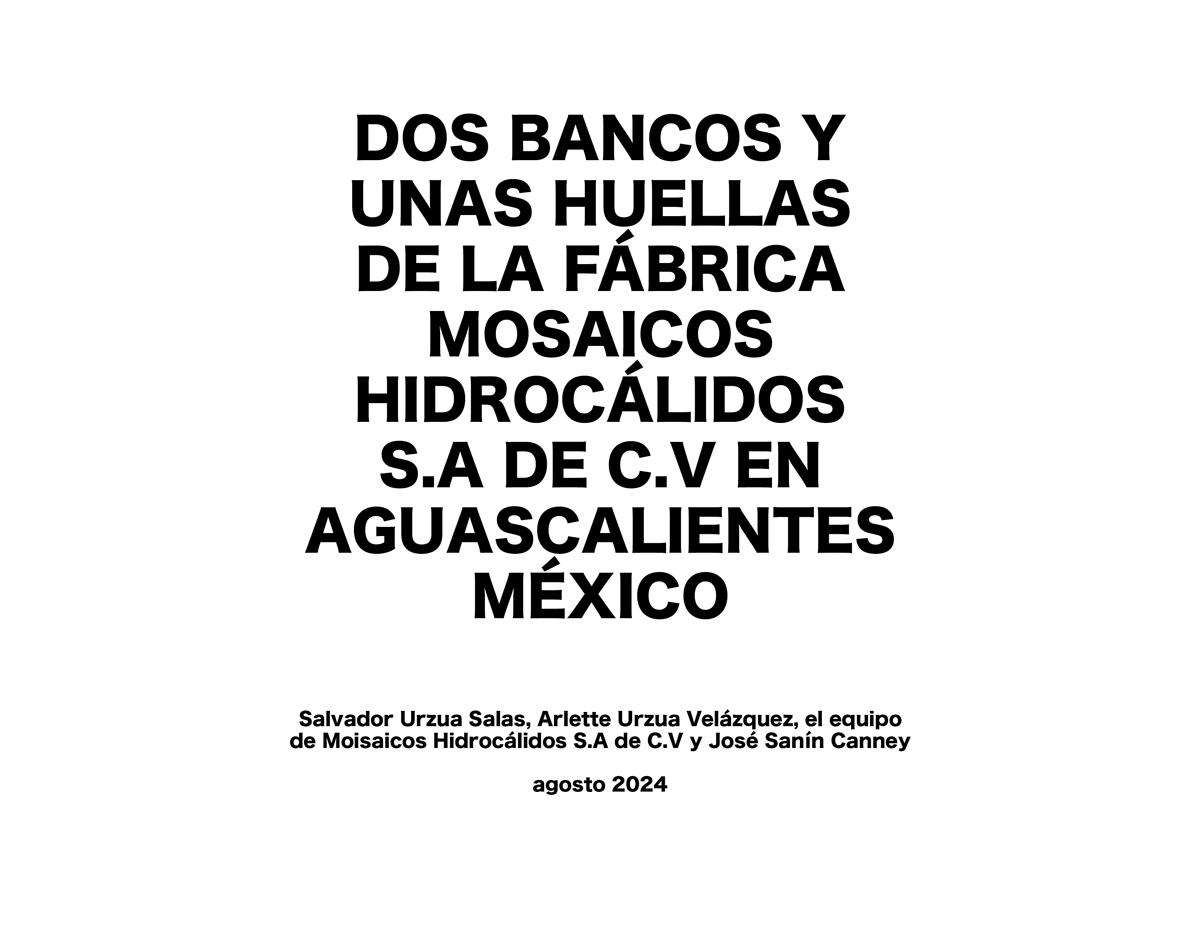 DOS BANCOS Y
UNAS HUELLAS
DE LA FÁBRICA
MOSAICOS
HIDROCÁLIDOS
S.A DE C.V EN
AGUASCALIENTES
MÉXICO
Salvador Urzua Salas, Arlette Urzua Velázquez, el equipo
de Moisaicos Hidrocálidos S.A de C.V y José Sanín Canney
agosto 2024